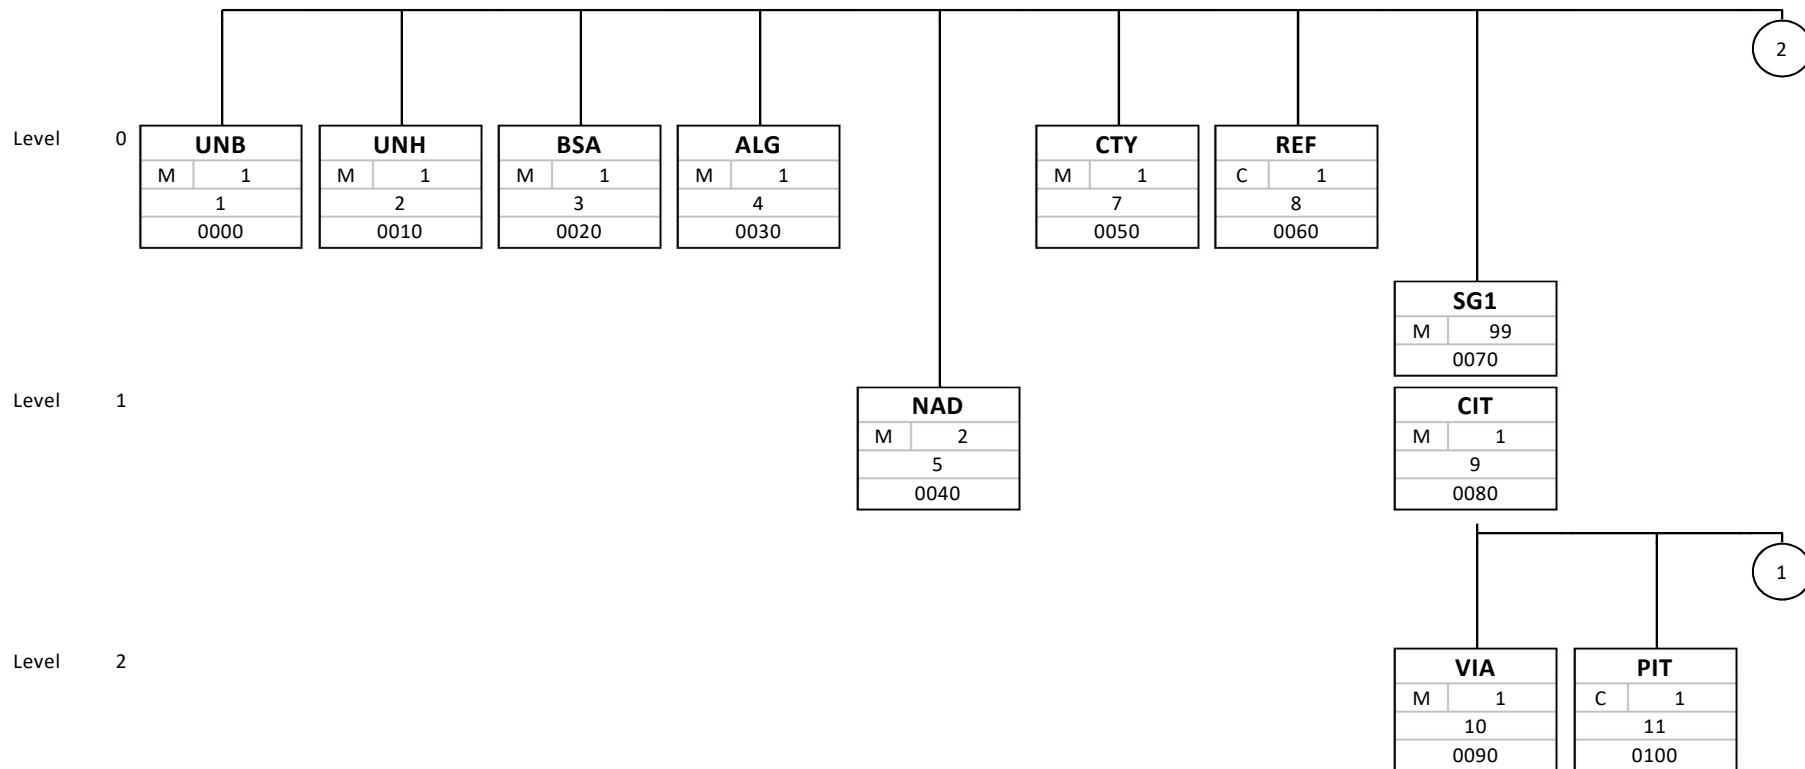 2
Level 0
UNB
M 1
1
0000
UNH
M 1
2
0010
BSA
M 1
3
0020
ALG
M 1
4
0030
CTY
M 1
7
0050
REF
C 1
8
0060
SG1
M 99
0070
Level 1
NAD
M 2
5
0040
CIT
M 1
9
0080
1
Level 2
VIA
M 1
10
0090
PIT
C 1
11
0100